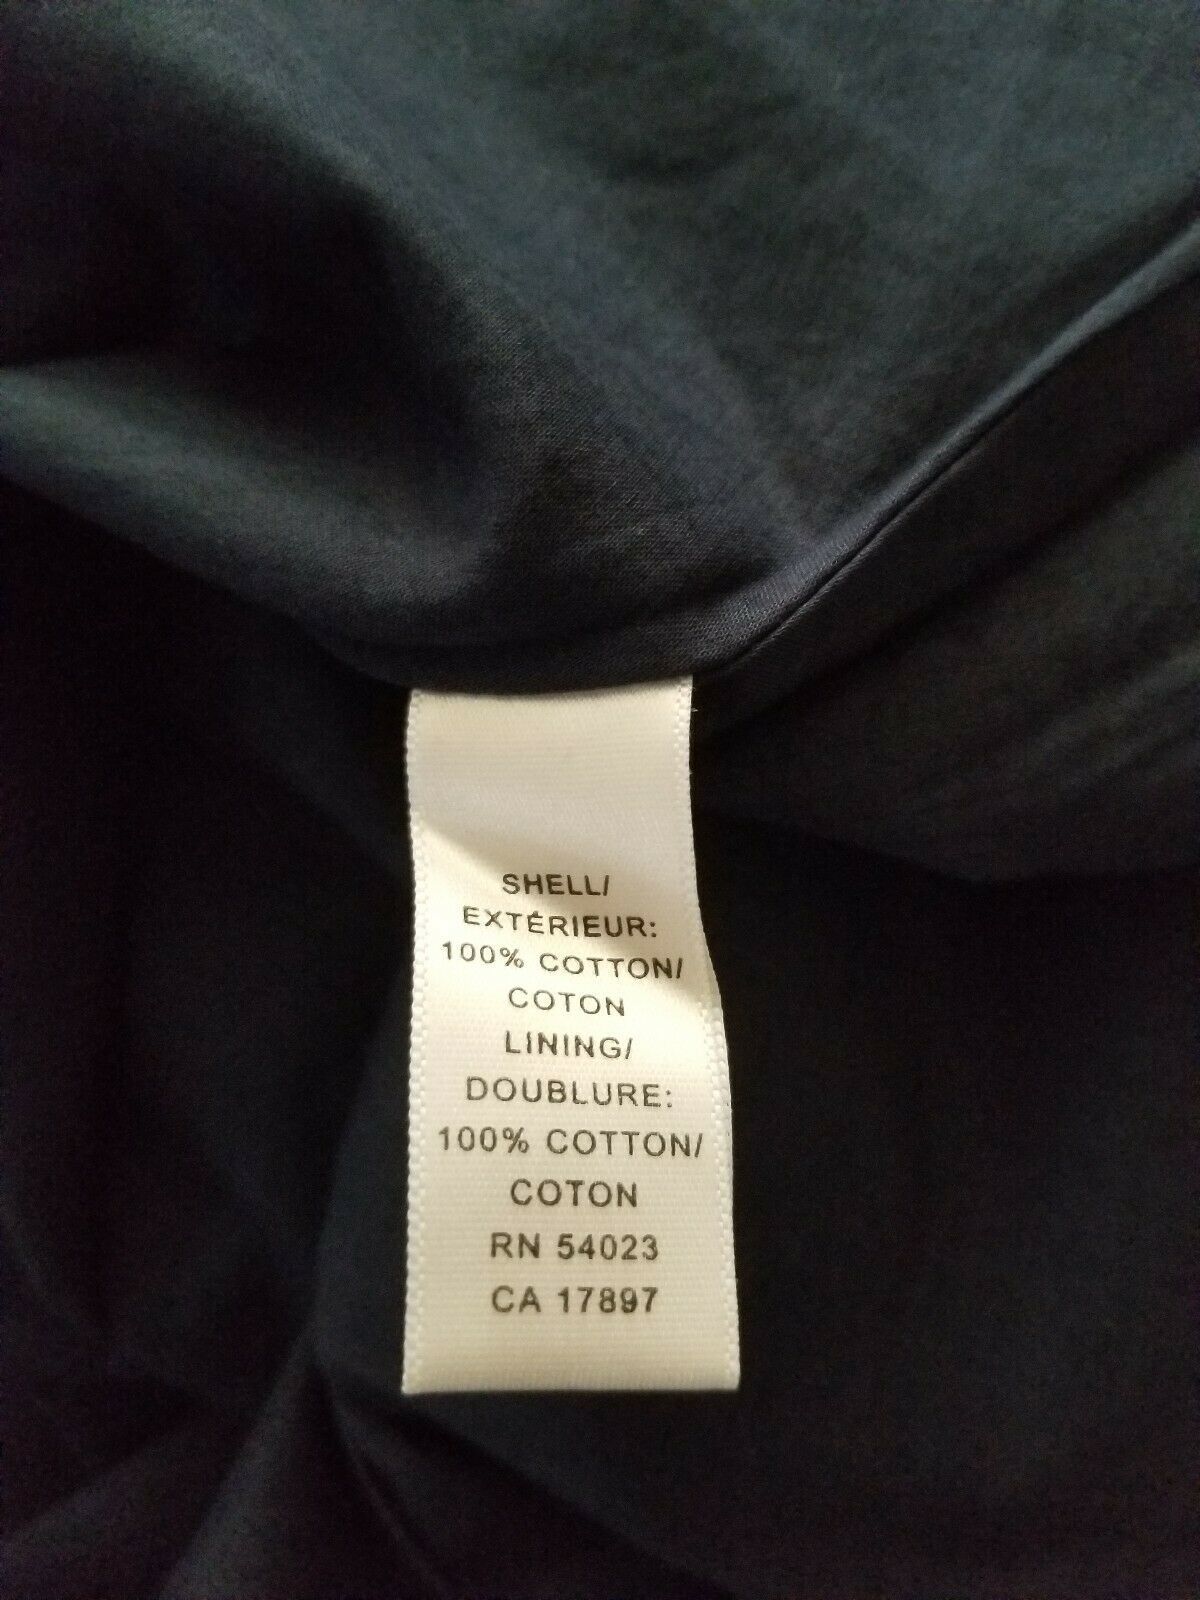 SHELL/
EXTÉRIEUR:
100% COTTON/
COTON
LINING/
DOUBLURE:
100% COTTON/
COTON
RN 54023
CA 17897